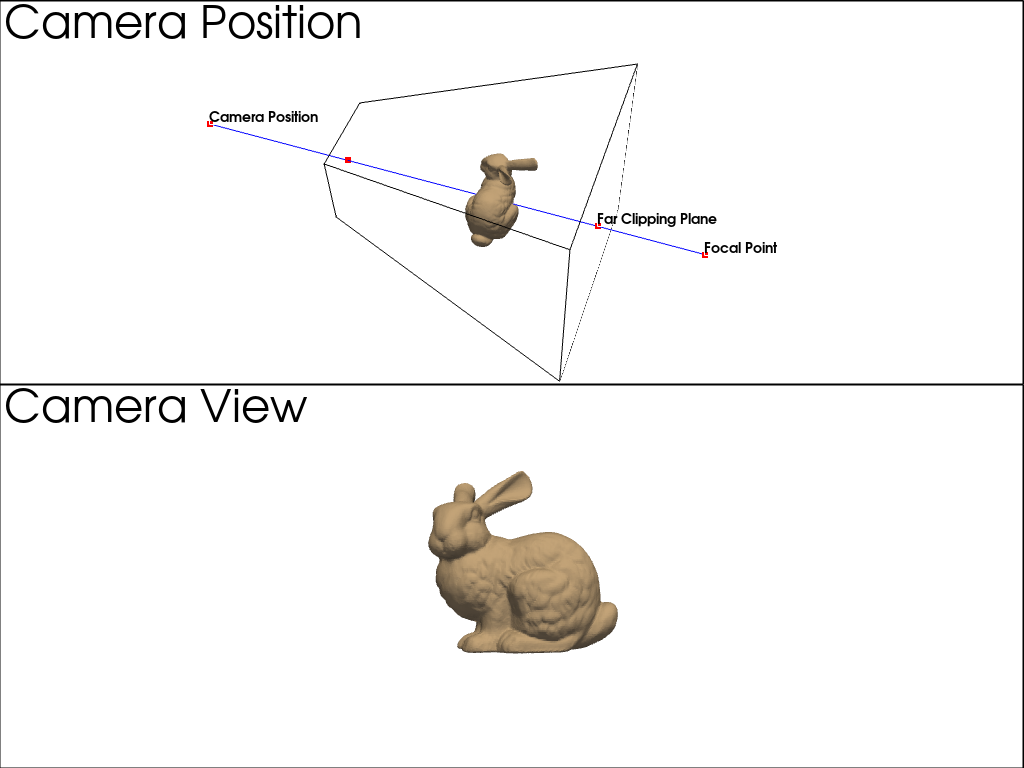 Camera Position
Camera Position
Far Clipping Plane
Focal Point
Camera View